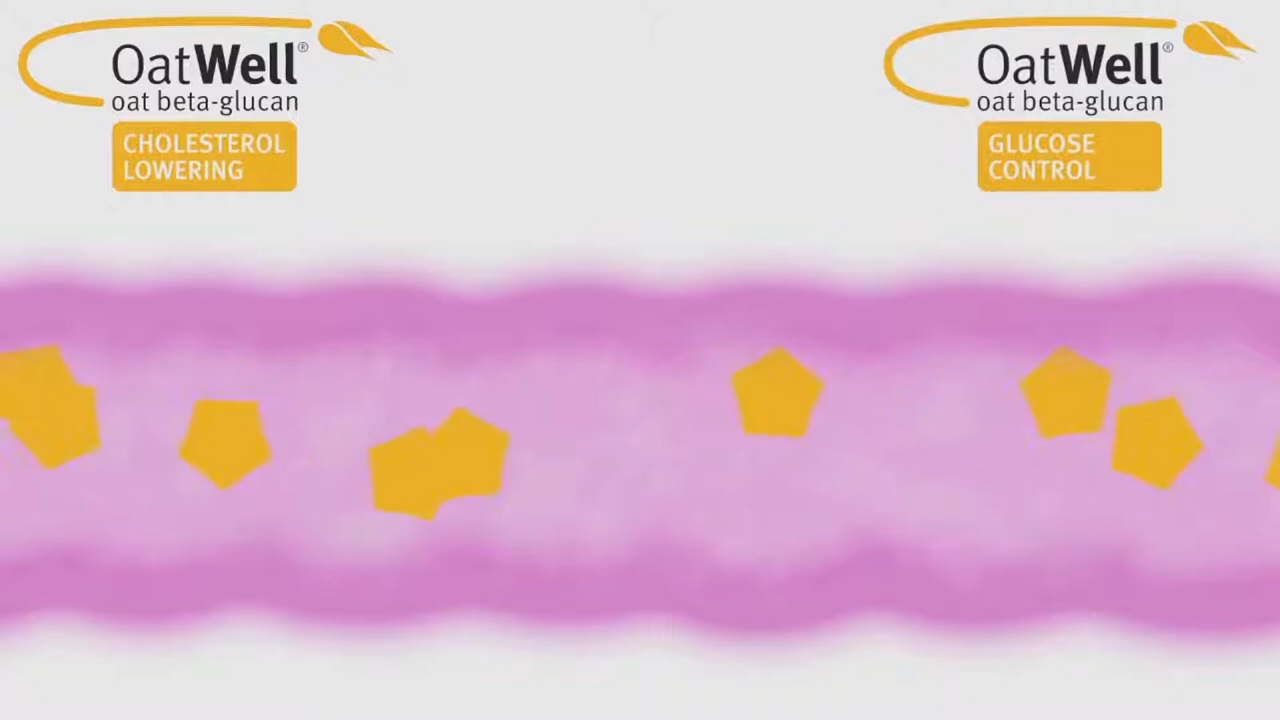 OatWell®
oat beta-glucan
CHOLESTEROL
LOWERING
OatWell®
oat beta-glucan
GLUCOSE
CONTROL